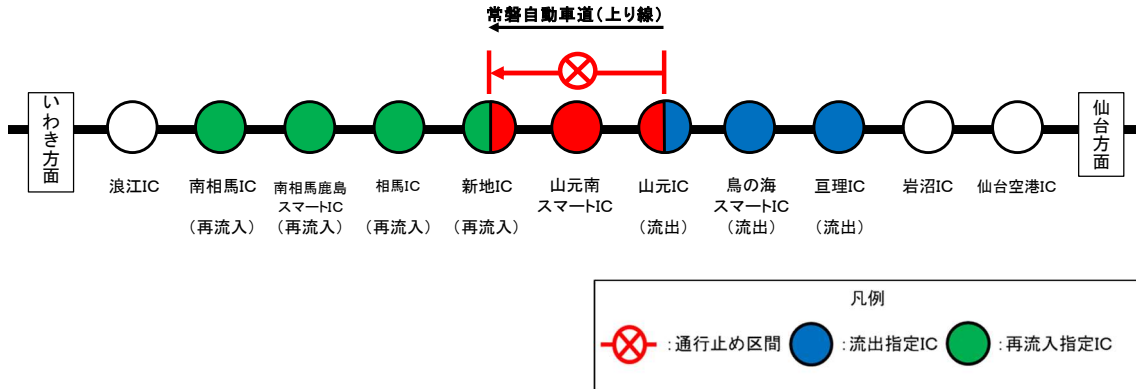 常磐自動車道(上り線)
いわき方面
仙台方面
浪江IC
南相馬IC
(再流入)
南相馬鹿島
スマートIC
(再流入)
相馬IC
(再流入)
新地IC
(再流入)
山元南
スマートIC
山元IC
(流出)
鳥の海
スマートIC
(流出)
亘理IC
(流出)
岩沼IC
仙台空港IC
凡例
:通行止め区間
:流出指定IC
:再流入指定IC